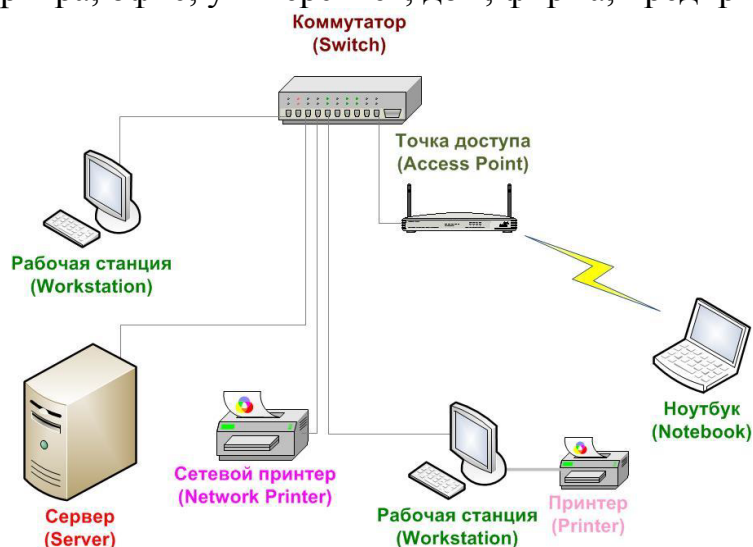 Коммутатор
(Switch)
Точка доступа
(Access Point)
Рабочая станция
(Workstation)
Ноутбук
(Notebook)
Сетевой принтер
(Network Printer)
Сервер
(Server)
Рабочая станция
(Workstation)
Принтер
(Printer)